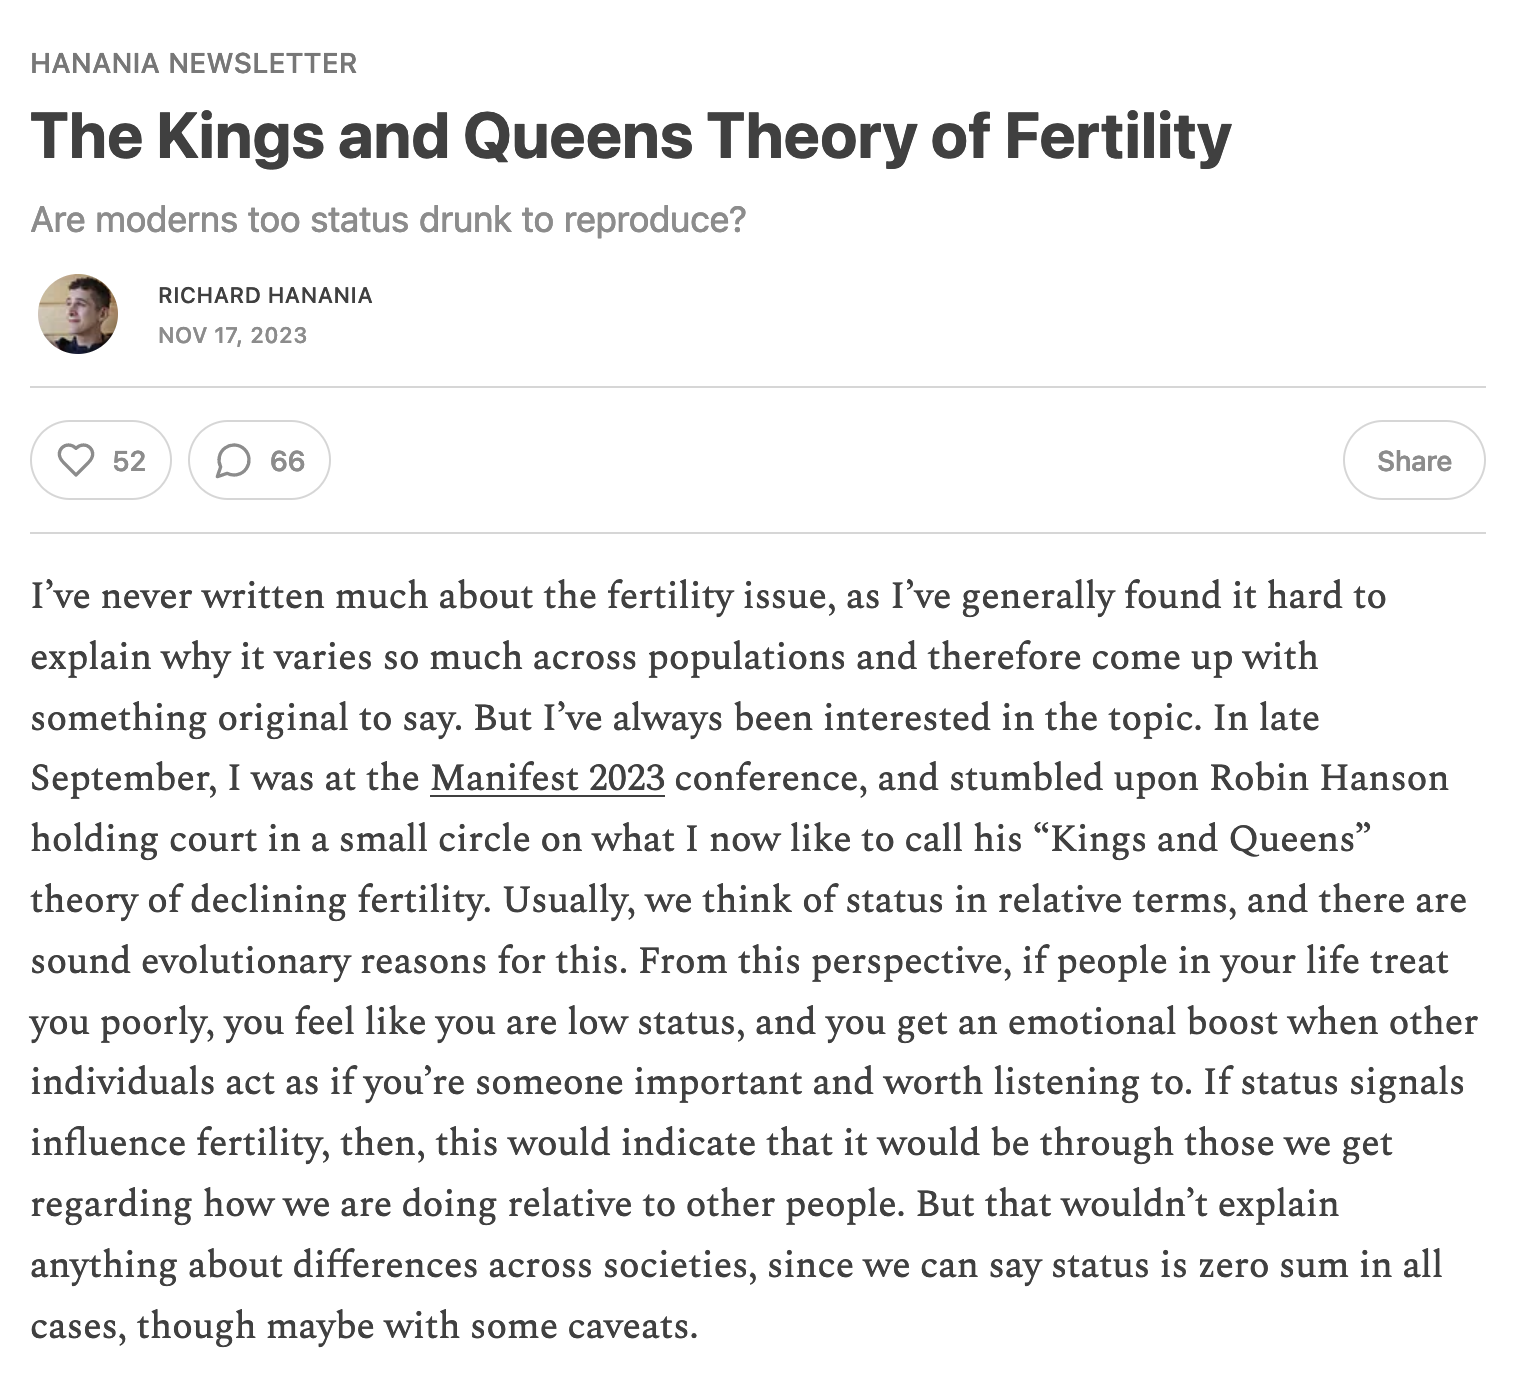 HANANIA NEWSLETTER
The Kings and Queens Theory of Fertility
Are moderns too status drunk to reproduce?
RICHARD HANANIA
NOV 17, 2023
52
66
Share
I’ve never written much about the fertility issue, as I’ve generally found it hard to
explain why it varies so much across populations and therefore come up with
something original to say. But I’ve always been interested in the topic. In late
September, I was at the Manifest 2023 conference, and stumbled upon Robin Hanson
holding court in a small circle on what I now like to call his “Kings and Queens”
theory of declining fertility. Usually, we think of status in relative terms, and there are
sound evolutionary reasons for this. From this perspective, if people in your life treat
you poorly, you feel like you are low status, and you get an emotional boost when other
individuals act as if you’re someone important and worth listening to. If status signals
influence fertility, then, this would indicate that it would be through those we get
regarding how we are doing relative to other people. But that wouldn’t explain
anything about differences across societies, since we can say status is zero sum in all
cases, though maybe with some caveats.